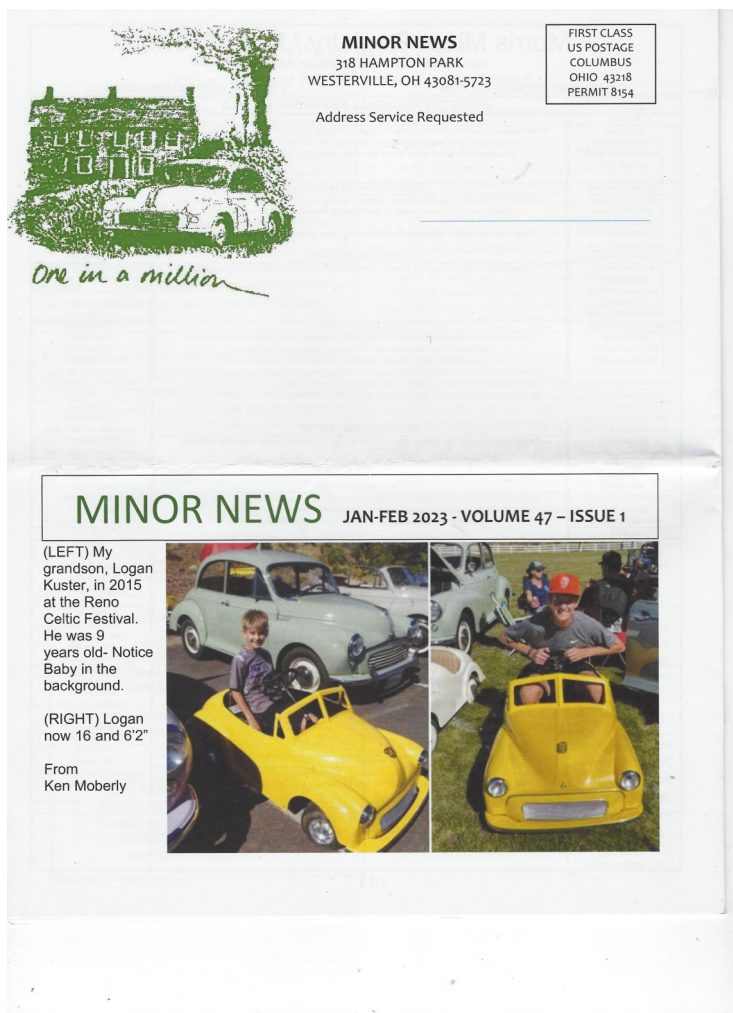 MINOR NEWS
318 HAMPTON PARK
WESTERVILLE, OH 43081-5723
Address Service Requested
FIRST CLASS
US POSTAGE
COLUMBUS
OHIO 43218
PERMIT 8154
One in a million
MINOR NEWS JAN-FEB 2023 - VOLUME 47 – ISSUE 1
(LEFT) My
grandson, Logan
Kuster, in 2015
at the Reno
Celtic Festival.
He was 9
years old- Notice
Baby in the
background.
(RIGHT) Logan
now 16 and 6'2”
From
Ken Moberly